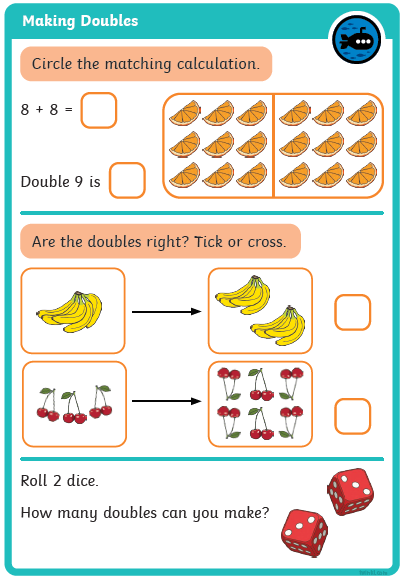 Making Doubles
Circle the matching calculation.
8 + 8 =
Double 9 is
Are the doubles right? Tick or cross.
Roll 2 dice.
How many doubles can you make?